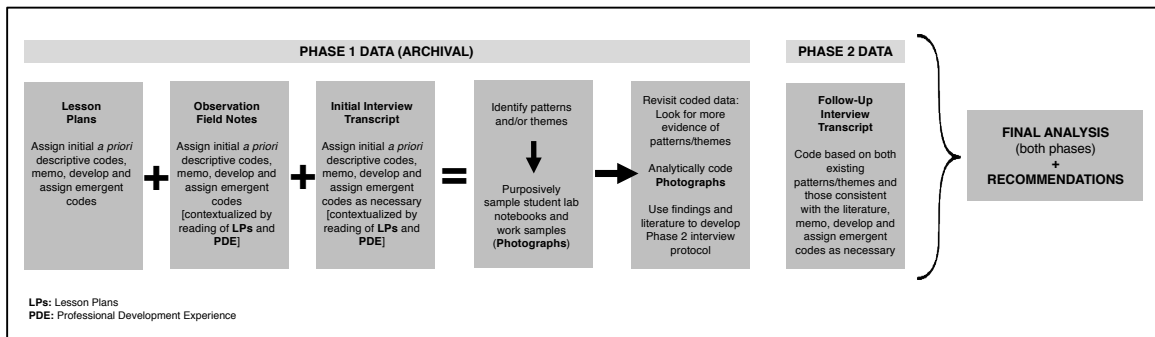 PHASE 1 DATA (ARCHIVAL)
Lesson
Plans
Assign initial a priori
descriptive codes,
memo, develop and
assign emergent
codes
+
Observation
Field Notes
Assign initial a priori
descriptive codes,
memo, develop and
assign emergent
codes
[contextualized by
reading of LPs and
PDE]
+
Initial Interview
Transcript
Assign initial a priori
descriptive codes,
memo, develop and
assign emergent
codes as necessary
[contextualized by
reading of LPs and
PDE]
=
Identify patterns
and/or themes
Purposively
sample student lab
notebooks and
work samples
(Photographs)
Revisit coded data:
Look for more
evidence of
patterns/themes
Analytically code
Photographs
Use findings and
literature to develop
Phase 2 interview
protocol
PHASE 2 DATA
Follow-Up
Interview
Transcript
Code based on both
existing
patterns/themes and
those consistent
with the literature,
memo, develop and
assign emergent
codes as necessary
FINAL ANALYSIS
(both phases)
+
RECOMMENDATIONS
LPs: Lesson Plans
PDE: Professional Development Experience